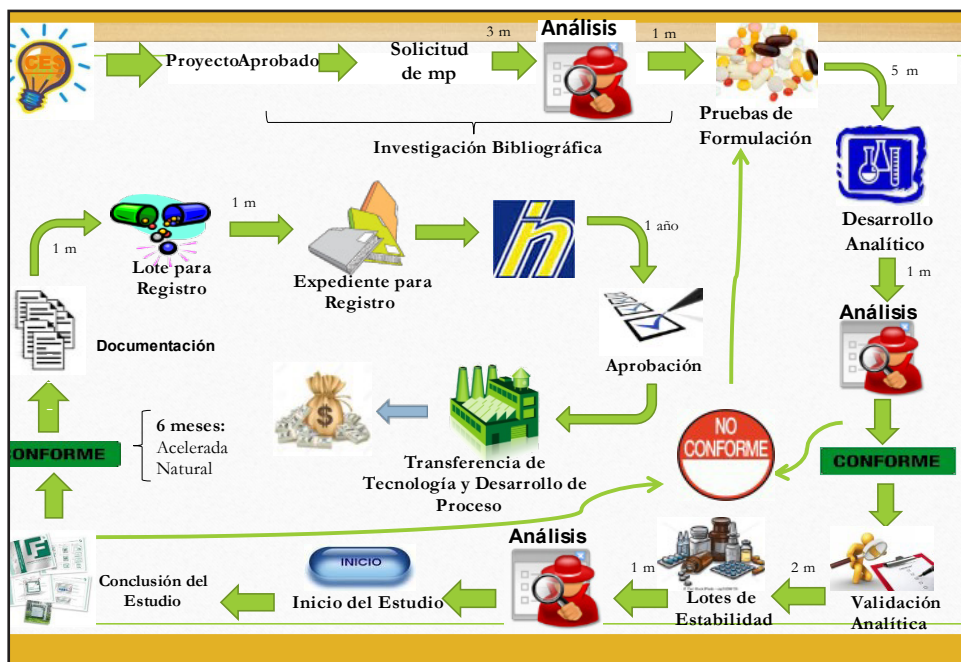 CES
ProyectoAprobado
Solicitud
de mp
3 m
Análisis
1 m
Pruebas de
Formulación
5 m
Investigación Bibliográfica
Desarrollo
Analítico
1 m
Análisis
CONFORME
Validación
Analítica
2 m
Lotes de
Estabilidad
1 m
Análisis
INICIO
Inicio del Estudio
Conclusión del
Estudio
NO
CONFORME
CONFORME
6 meses:
Acelerada
Natural
Documentación
1 m
Lote para
Registro
1 m
Expediente para
Registro
1 año
Aprobación
Transferencia de
Tecnología y Desarrollo de
Proceso
$